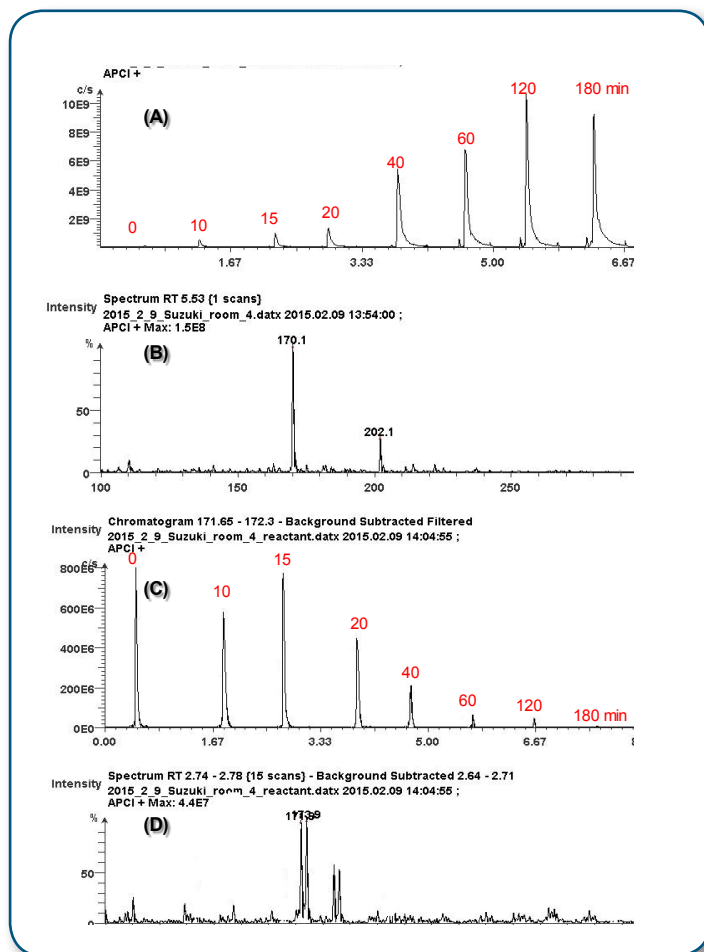 APCI +
c/s
(A)
10E9
8E9
6E9
4E9
2E9
0
10
15
20
40
60
120
180 min
1.67
3.33
5.00
6.67
Intensity
Spectrum RT 5.53 {1 scans}
2015_2_9_Suzuki_room_4.datx 2015.02.09 13:54:00 ;
APCI + Max: 1.5E8
%
(B)
170.1
202.1
50
0
100
150
200
250
Intensity
Chromatogram 171.65 - 172.3 - Background Subtracted Filtered
2015_2_9_Suzuki_room_4_reactant.datx 2015.02.09 14:04:55 ;
APCI +
c/s
(C)
800E6
600E6
400E6
200E6
0E0
0
10
15
20
40
60
120
180 min
0.00
1.67
3.33
5.00
6.67
Intensity
Spectrum RT 2.74 - 2.78 {15 scans} - Background Subtracted 2.64 - 2.71
2015_2_9_Suzuki_room_4_reactant.datx 2015.02.09 14:04:55 ;
APCI + Max: 4.4E7
%
(D)
173.9
50
0